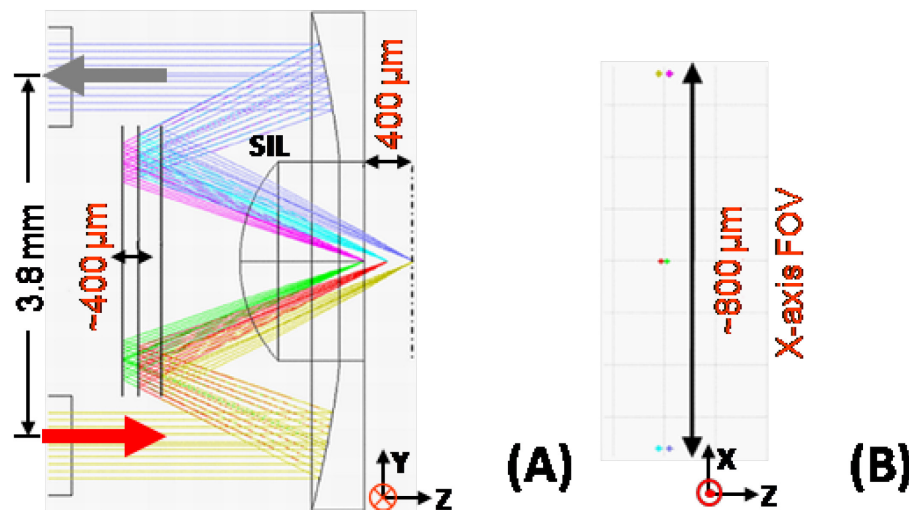 3.8 mm
~400 µm
SIL
400 µm
Y
Z
(A)
~800 µm
X-axis FOV
X
Z
(B)